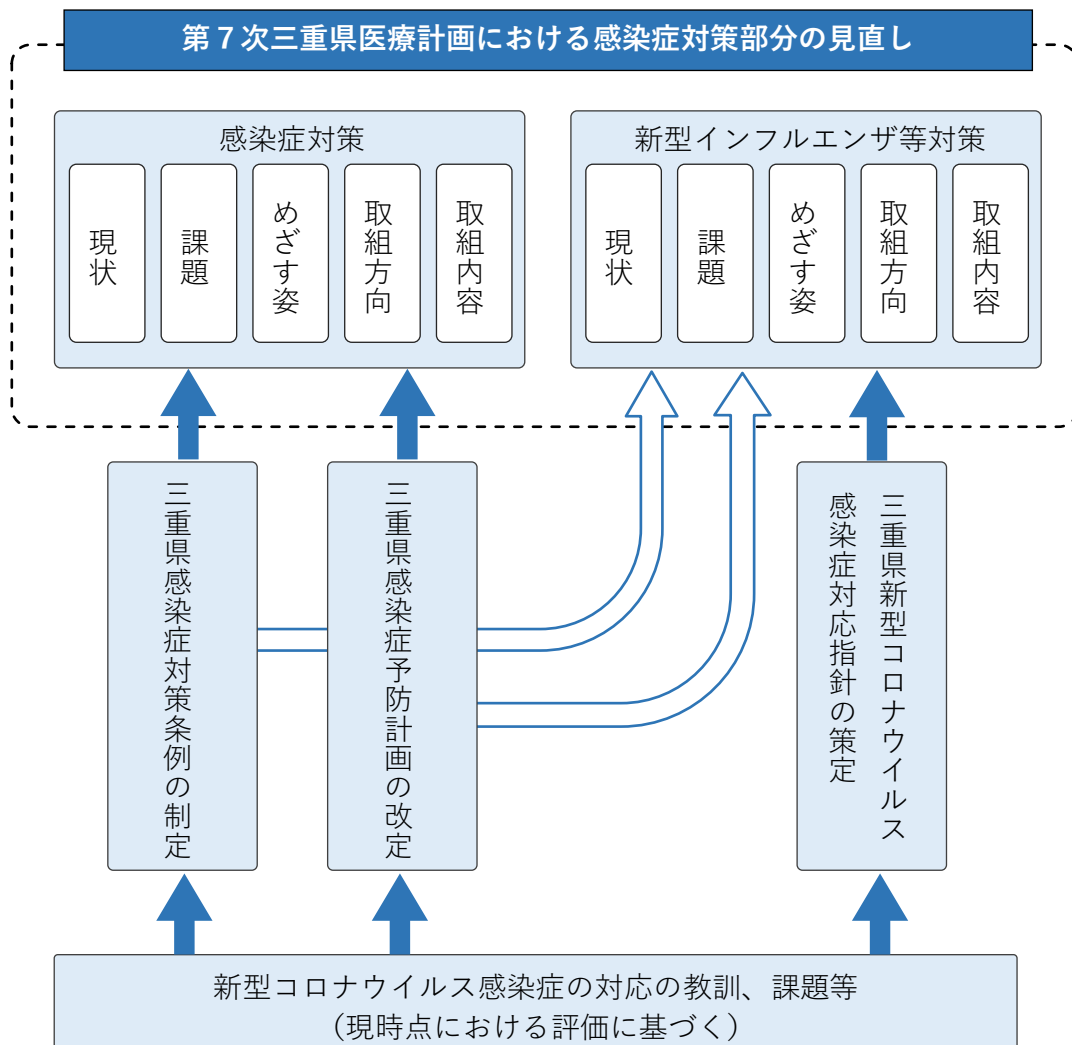 第7次三重県医療計画における感染症対策部分の見直し
感染症対策
現状
課題
めざす姿
取組方向
取組内容
新型インフルエンザ等対策
現状
課題
めざす姿
取組方向
取組内容
三重県感染症対策条例の制定
三重県感染症予防計画の改定
三重県新型コロナウイルス
感染症対応指針の策定
新型コロナウイルス感染症の対応の教訓、課題等
（現時点における評価に基づく）